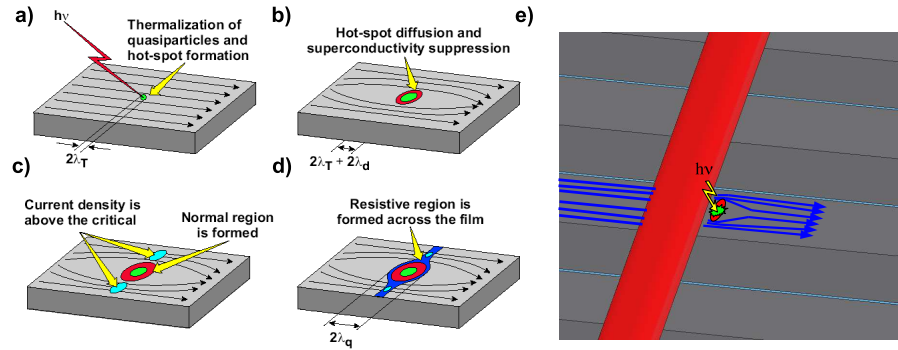 a)
hν
Thermalization of
quasiparticles and
hot-spot formation
2λT
b)
Hot-spot diffusion and
superconductivity suppression
2λT + 2λd
c)
Current density is
above the critical
Normal region
is formed
d)
Resistive region is
formed across the film
2λq
e)
hν